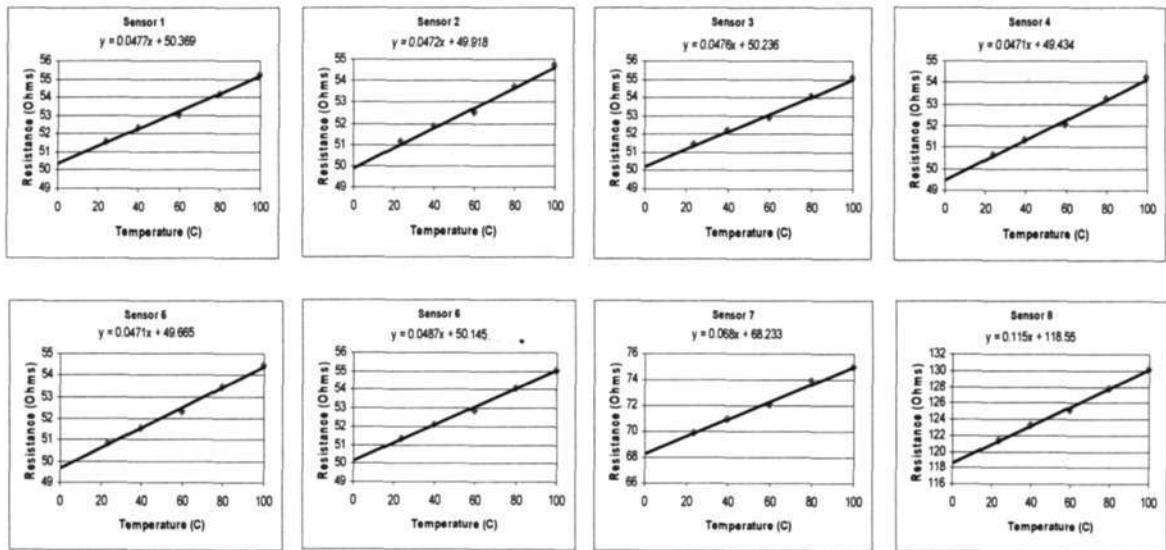 Sensor 1
y = 0.0477x + 50.369
Resistance (Ohms)
56
55
54
53
52
51
50
49
0 20 40 60 80 100
Temperature (C)
Sensor 2
y = 0.0472x + 49.918
Resistance (Ohms)
55
54
53
52
51
50
49
0 20 40 60 80 100
Temperature (C)
Sensor 3
y = 0.0476x + 50.236
Resistance (Ohms)
56
55
54
53
52
51
50
49
0 20 40 60 80 100
Temperature (C)
Sensor 4
y = 0.0471x + 49.434
Resistance (Ohms)
55
54
53
52
51
50
49
0 20 40 60 80 100
Temperature (C)
Sensor 5
y = 0.0471x + 49.665
Resistance (Ohms)
55
54
53
52
51
50
49
0 20 40 60 80 100
Temperature (C)
Sensor 6
y = 0.0487x + 50.145
Resistance (Ohms)
56
55
54
53
52
51
50
49
0 20 40 60 80 100
Temperature (C)
Sensor 7
y = 0.068x + 68.233
Resistance (Ohms)
76
74
72
70
68
66
0 20 40 60 80 100
Temperature (C)
Sensor 8
y = 0.115x + 118.55
Resistance (Ohms)
132
130
128
126
124
122
120
118
116
0 20 40 60 80 100
Temperature (C)